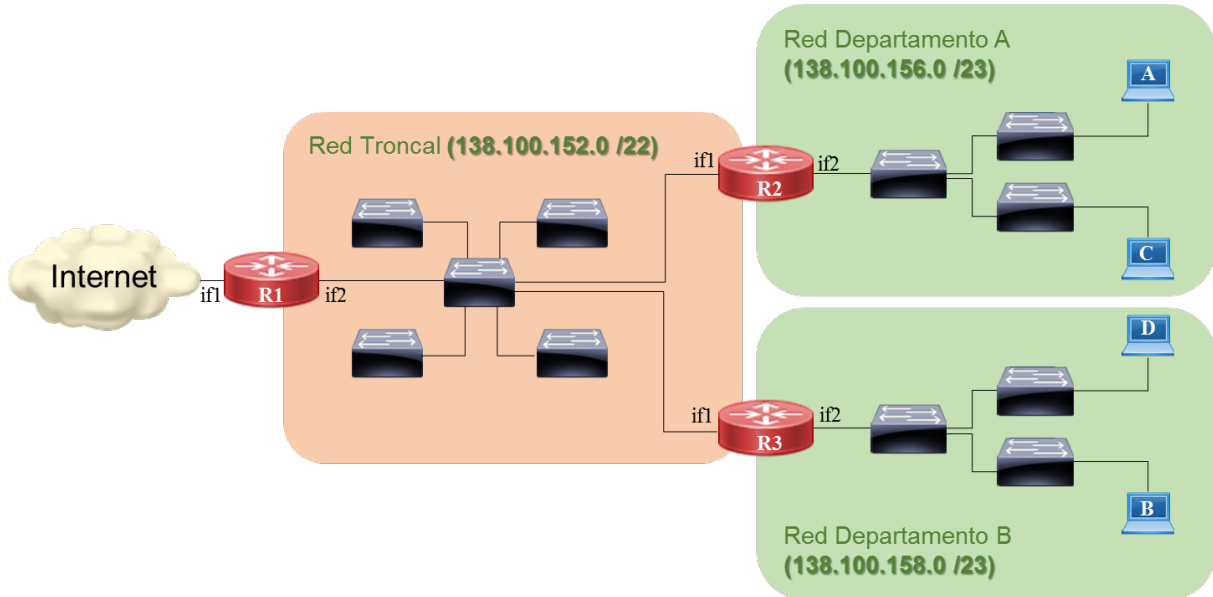 Red Departamento A
(138.100.156.0 /23)
A
Red Troncal (138.100.152.0 /22)
if1
R2
if2
C
Internet
if1
R1
if2
D
if1
R3
if2
B
Red Departamento B
(138.100.158.0 /23)